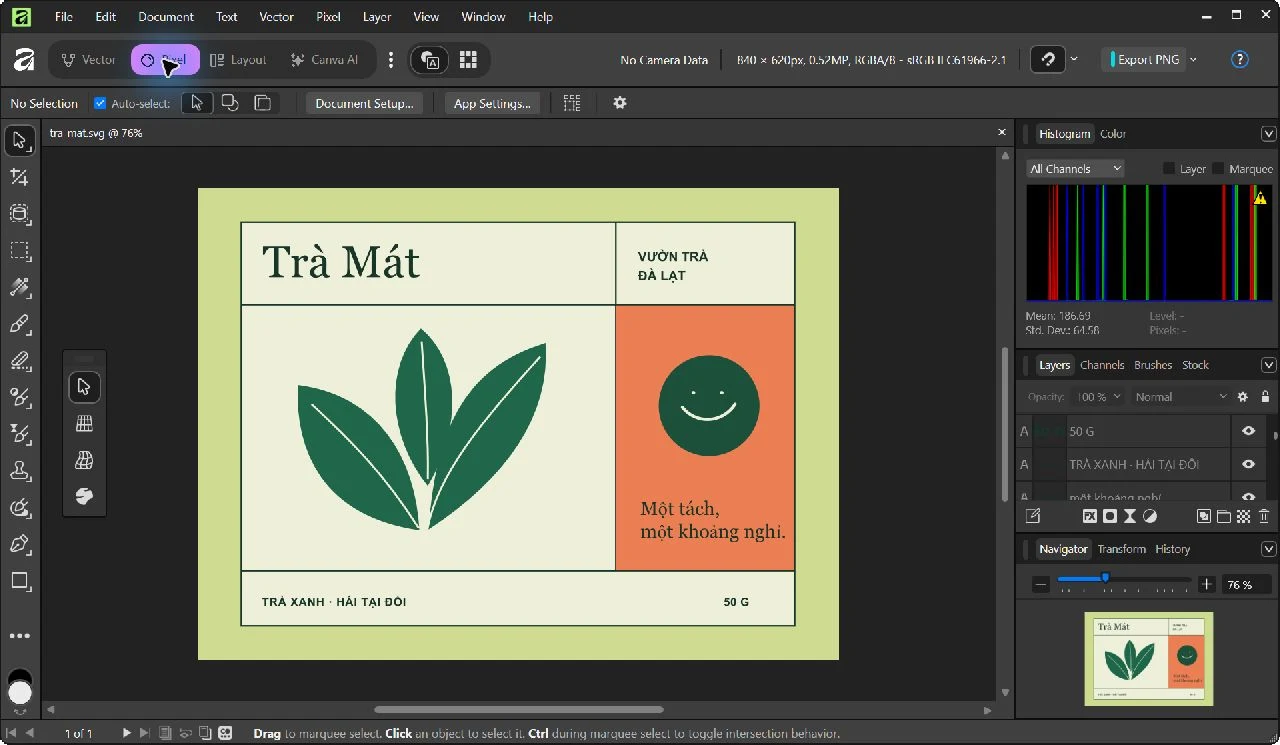 File Edit Document Text Vector Pixel Layer View Window Help
Vector Pixel Layout Canva AI No Camera Data 840 × 620px, 0.52MP, RGBA/8 - sRGB IEC61966-2.1 Export PNG ?
No Selection Auto-select: Document Setup... App Settings...
tra-mat.svg @ 76%
Trà Mát
VƯỜN TRÀ
ĐÀ LẠT
Một tách,
một khoảng nghỉ.
TRÀ XANH · HÁI TẠI ĐỒI
50 G
Histogram Color
All Channels Layer Marquee
Mean: 186.69 Level: -
Std. Dev.: 64.58 Pixels: -
Layers Channels Brushes Stock
Opacity: 100 % Normal
A 50 G
A TRÀ XANH · HÁI TẠI ĐỒI
A một khoảng nghỉ.
Navigator Transform History
76 %
1 of 1
Drag to marquee select. Click an object to select it. Ctrl during marquee select to toggle intersection behavior.